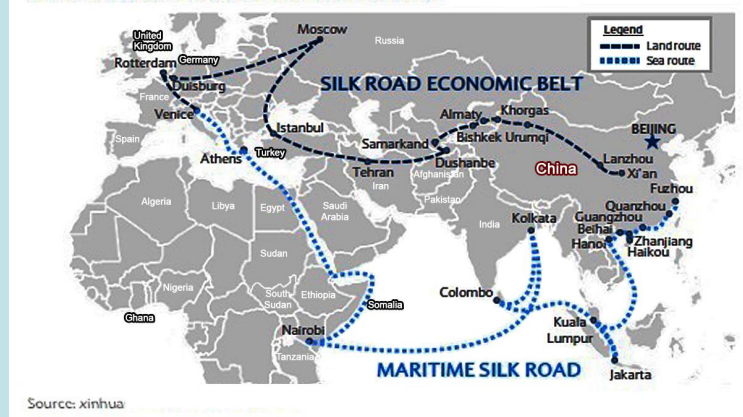 Moscow
Russia
Legend
Land route
Sea route
United
Kingdom
Rotterdam
Germany
Duisburg
France
Venice
SILK ROAD ECONOMIC BELT
Almaty
Khorgas
Bishkek
Urumqi
BEIJING
Spain
Istanbul
Athens
Turkey
Samarkand
Dushanbe
Lanzhou
Xi'an
China
Tehran
Iran
Afghanistan
Pakistan
Fuzhou
Quanzhou
Guangzhou
Beihai
Hanoi
Zhanjiang
Haikou
Algeria
Libya
Egypt
Saudi
Arabia
India
Kolkata
Sudan
Nigeria
South
Sudan
Ethiopia
Somalia
Ghana
Colombo
Kuala
Lumpur
Nairobi
Tanzania
MARITIME SILK ROAD
Jakarta
Source: xinhua